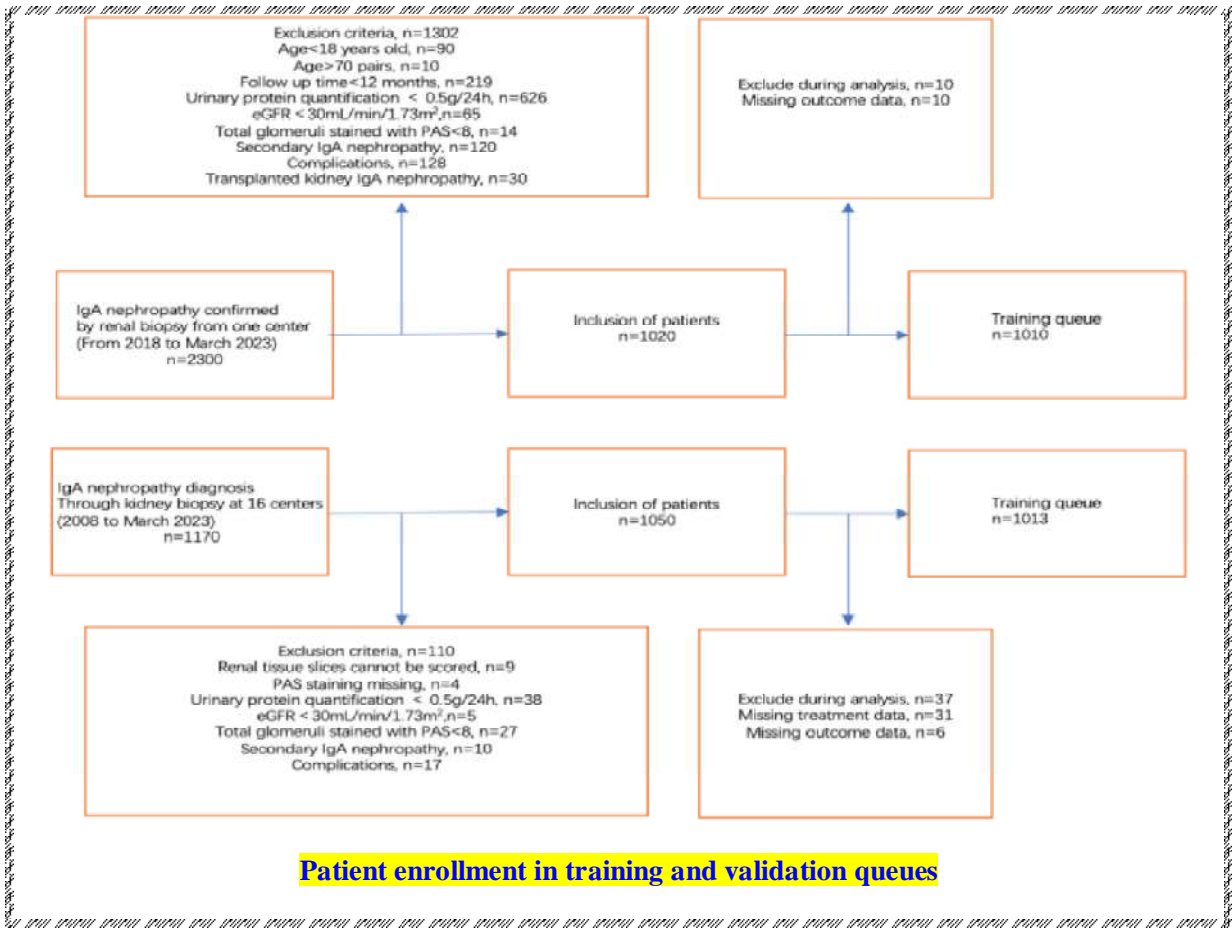 Exclusion criteria, n=1302
Age<18 years old, n=90
Age>70 pairs, n=10
Follow up time<12 months, n=219
Urinary protein quantification < 0.5g/24h, n=626
eGFR < 30mL/min/1.73m²,n=65
Total glomeruli stained with PAS<8, n=14
Secondary IgA nephropathy, n=120
Complications, n=128
Transplanted kidney IgA nephropathy, n=30
Exclude during analysis, n=10
Missing outcome data, n=10
IgA nephropathy confirmed
by renal biopsy from one center
(From 2018 to March 2023)
n=2300
Inclusion of patients
n=1020
Training queue
n=1010
IgA nephropathy diagnosis
Through kidney biopsy at 16 centers
(2008 to March 2023)
n=1170
Inclusion of patients
n=1050
Training queue
n=1013
Exclusion criteria, n=110
Renal tissue slices cannot be scored, n=9
PAS staining missing, n=4
Urinary protein quantification < 0.5g/24h, n=38
eGFR < 30mL/min/1.73m²,n=5
Total glomeruli stained with PAS<8, n=27
Secondary IgA nephropathy, n=10
Complications, n=17
Exclude during analysis, n=37
Missing treatment data, n=31
Missing outcome data, n=6
Patient enrollment in training and validation queues